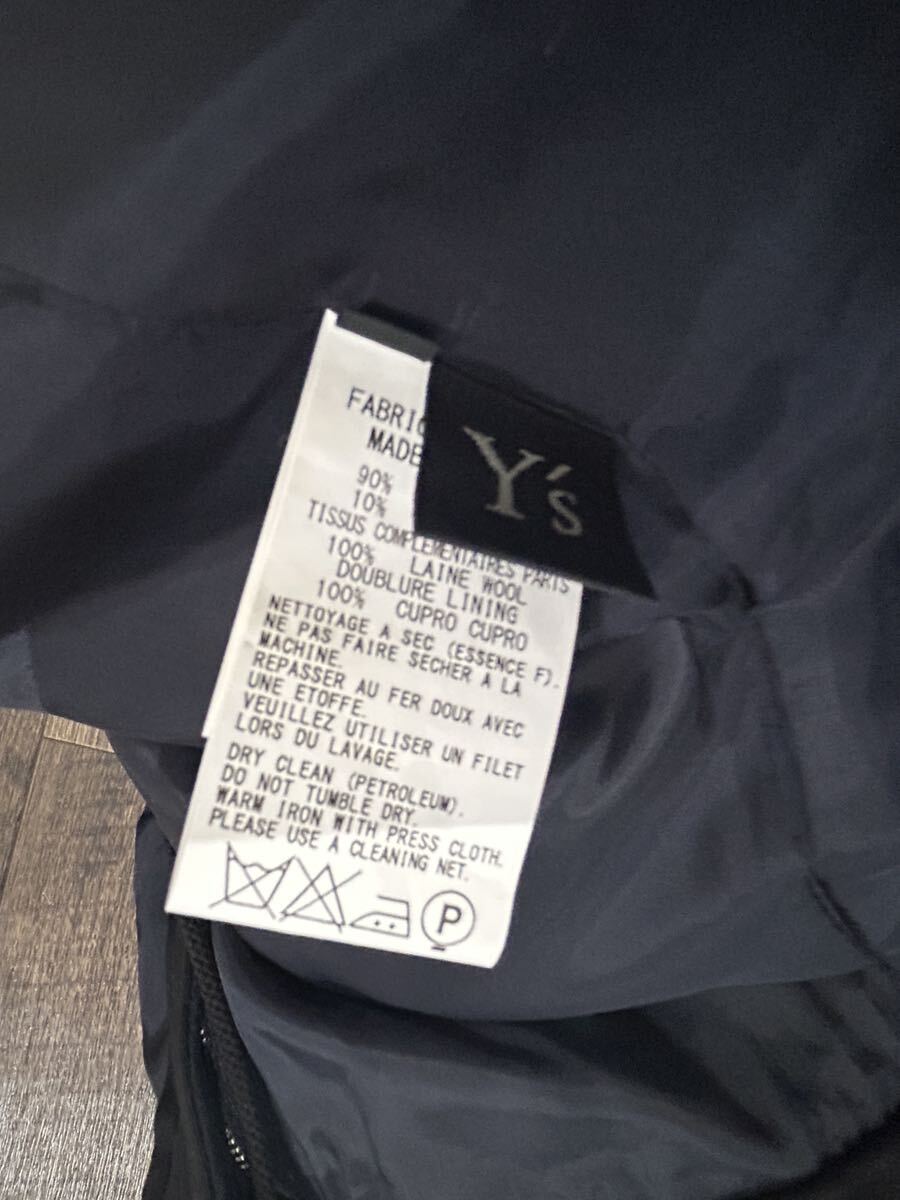 Y's
90%
10%
TISSUS COMPLEMENTAIRES PARTS
100% LAINE WOOL
DOUBLURE LINING
100% CUPRO CUPRO
NETTOYAGE A SEC (ESSENCE F).
NE PAS FAIRE SECHER A LA
MACHINE.
REPASSER AU FER DOUX AVEC
UNE ETOFFE.
VEUILLEZ UTILISER UN FILET
LORS DU LAVAGE.
DRY CLEAN (PETROLEUM).
DO NOT TUMBLE DRY.
WARM IRON WITH PRESS CLOTH.
PLEASE USE A CLEANING NET.
P